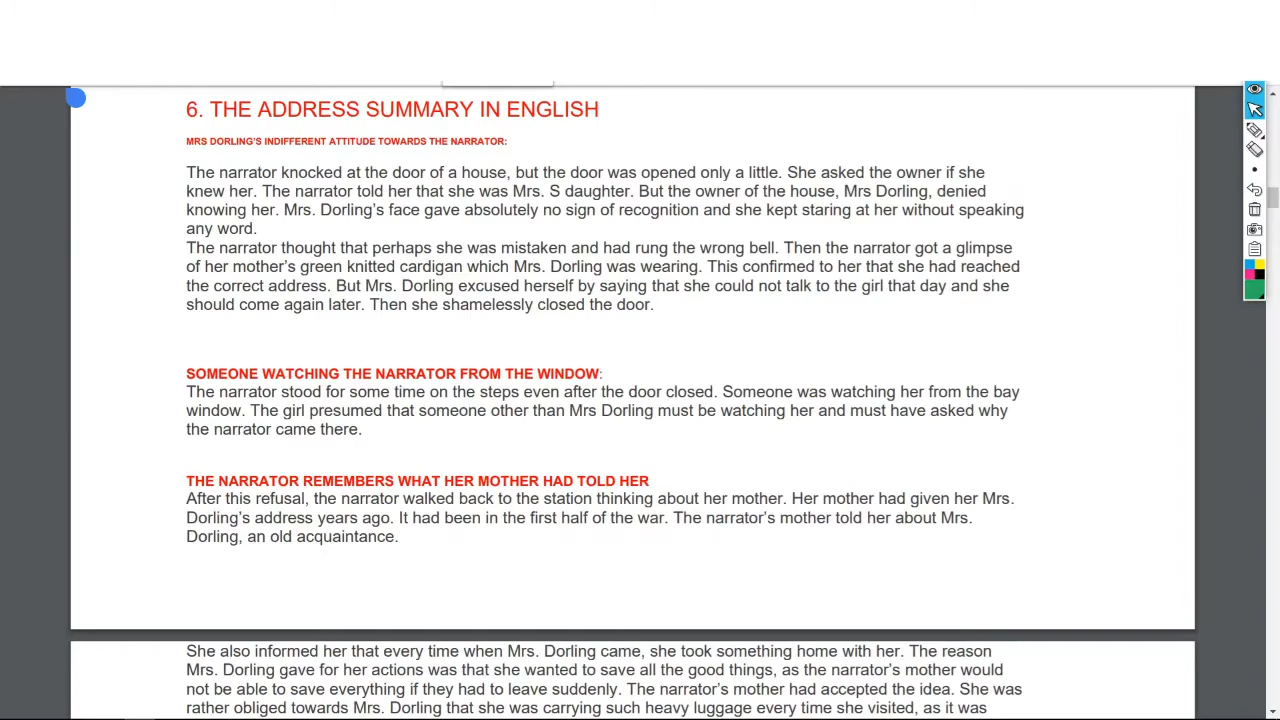 6. THE ADDRESS SUMMARY IN ENGLISH
MRS DORLING'S INDIFFERENT ATTITUDE TOWARDS THE NARRATOR:
The narrator knocked at the door of a house, but the door was opened only a little. She asked the owner if she
knew her. The narrator told her that she was Mrs. S daughter. But the owner of the house, Mrs Dorling, denied
knowing her. Mrs. Dorling's face gave absolutely no sign of recognition and she kept staring at her without speaking
any word.
The narrator thought that perhaps she was mistaken and had rung the wrong bell. Then the narrator got a glimpse
of her mother's green knitted cardigan which Mrs. Dorling was wearing. This confirmed to her that she had reached
the correct address. But Mrs. Dorling excused herself by saying that she could not talk to the girl that day and she
should come again later. Then she shamelessly closed the door.
SOMEONE WATCHING THE NARRATOR FROM THE WINDOW:
The narrator stood for some time on the steps even after the door closed. Someone was watching her from the bay
window. The girl presumed that someone other than Mrs Dorling must be watching her and must have asked why
the narrator came there.
THE NARRATOR REMEMBERS WHAT HER MOTHER HAD TOLD HER
After this refusal, the narrator walked back to the station thinking about her mother. Her mother had given her Mrs.
Dorling's address years ago. It had been in the first half of the war. The narrator's mother told her about Mrs.
Dorling, an old acquaintance.
She also informed her that every time when Mrs. Dorling came, she took something home with her. The reason
Mrs. Dorling gave for her actions was that she wanted to save all the good things, as the narrator's mother would
not be able to save everything if they had to leave suddenly. The narrator's mother had accepted the idea. She was
rather obliged towards Mrs. Dorling that she was carrying such heavy luggage every time she visited, as it was